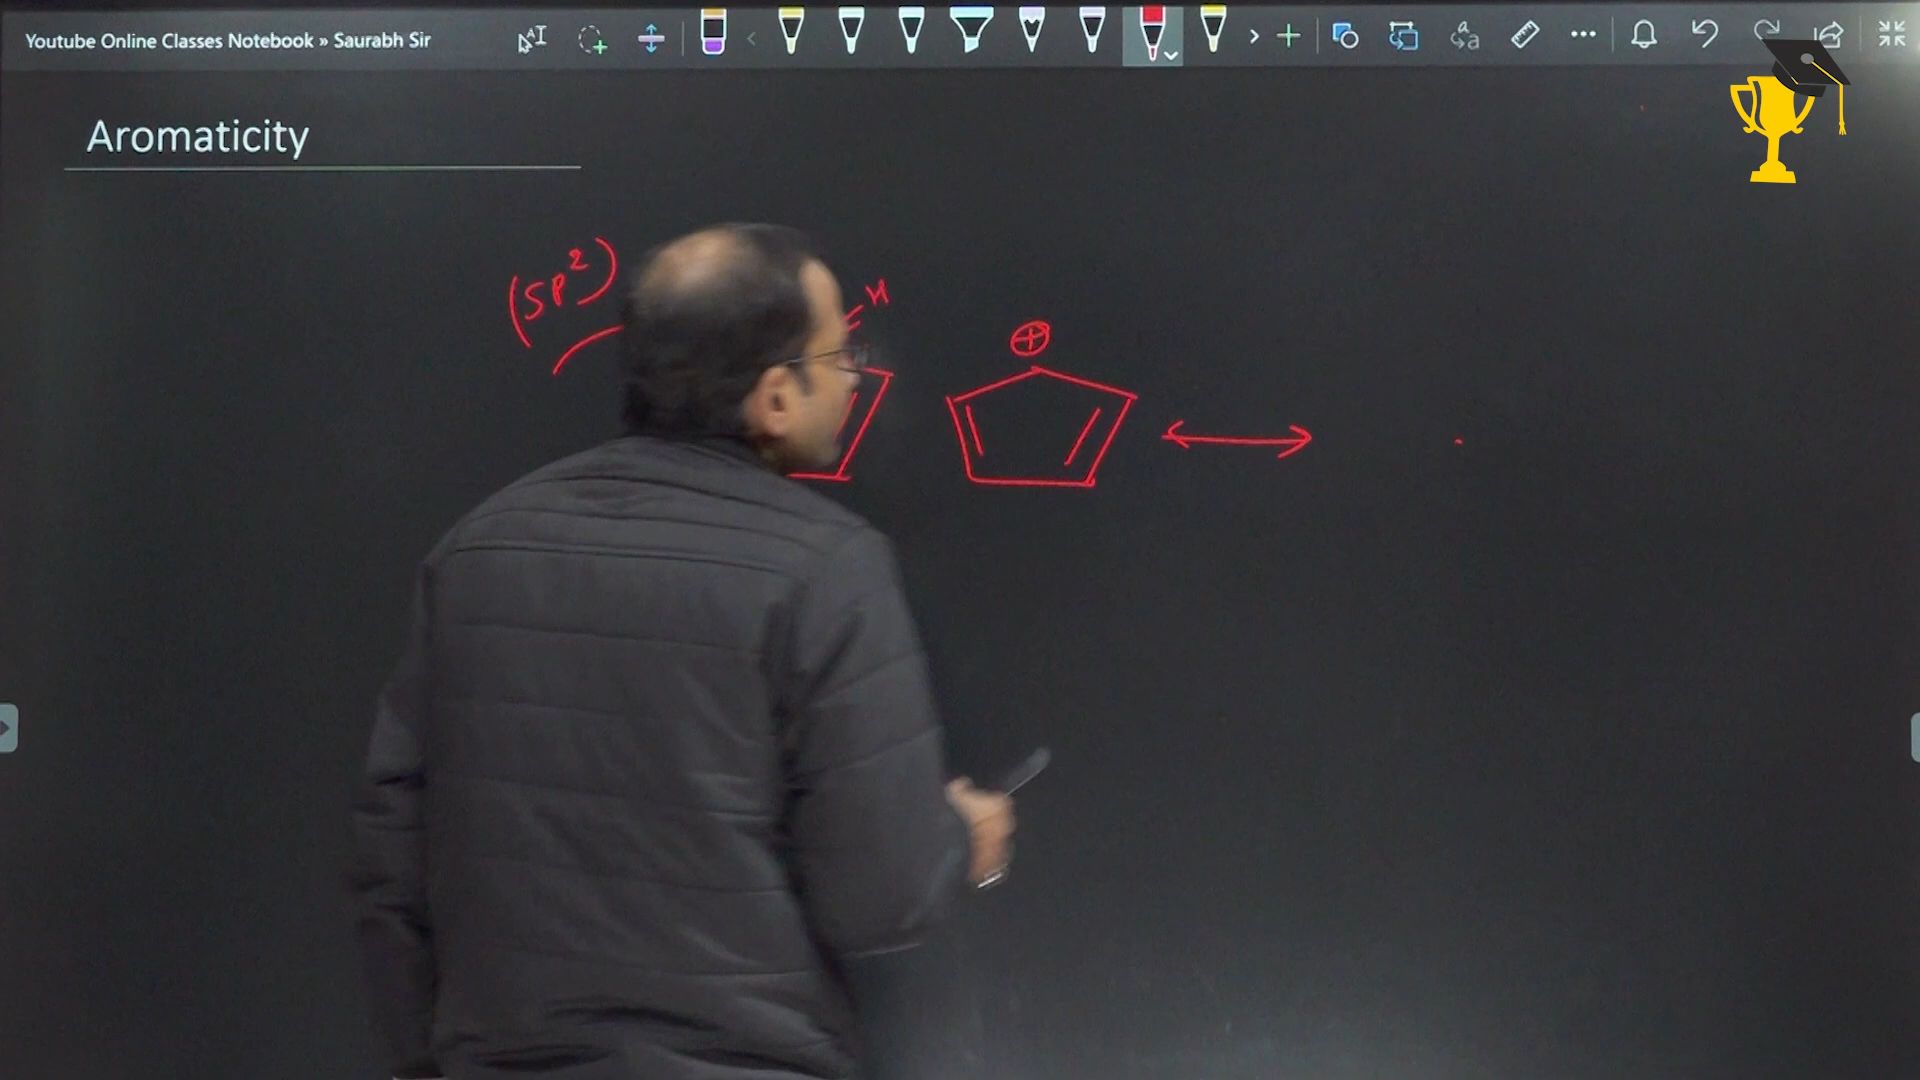 Youtube Online Classes Notebook » Saurabh Sir
Aromaticity
(SP²)
H
⊕